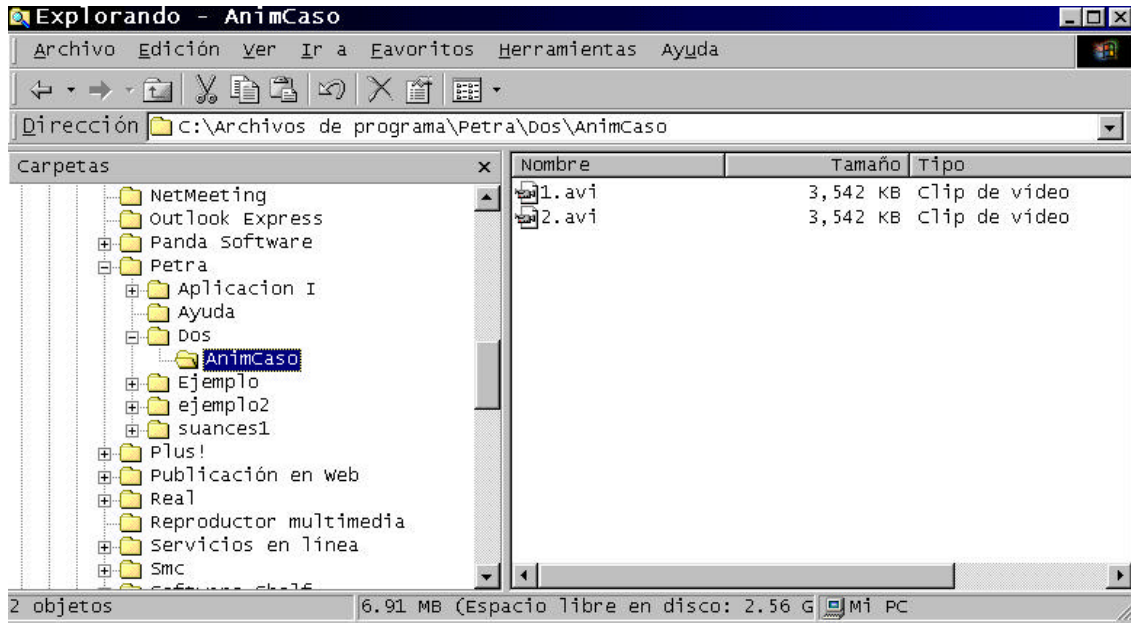 Explorando - AnimCaso
Archivo Edición Ver Ir a Favoritos Herramientas Ayuda
Dirección C:\Archivos de programa\Petra\Dos\AnimCaso
Carpetas x
NetMeeting
Outlook Express
Panda Software
Petra
Aplicacion I
Ayuda
Dos
AnimCaso
Ejemplo
ejemplo2
suances1
Plus!
Publicación en Web
Real
Reproductor multimedia
Servicios en línea
Smc
Software Shelf
Nombre Tamaño Tipo
1.avi 3,542 KB Clip de vídeo
2.avi 3,542 KB Clip de vídeo
2 objetos 6.91 MB (Espacio libre en disco: 2.56 G Mi PC